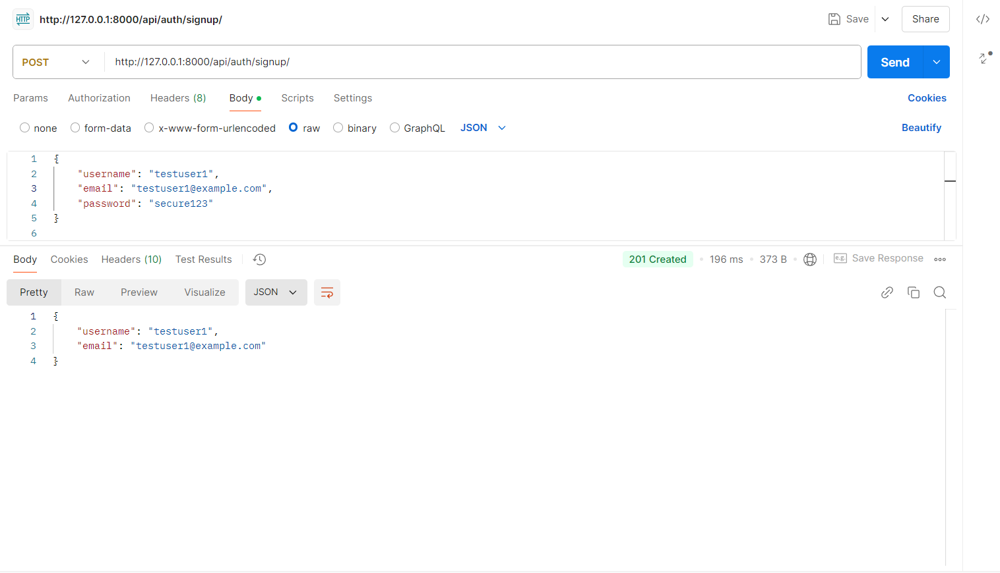 HTTP http://127.0.0.1:8000/api/auth/signup/ Save Share
POST http://127.0.0.1:8000/api/auth/signup/ Send
Params Authorization Headers (8) Body Scripts Settings Cookies
none form-data x-www-form-urlencoded raw binary GraphQL JSON Beautify
1 {
2 "username": "testuser1",
3 "email": "testuser1@example.com",
4 "password": "secure123"
5 }
6
Body Cookies Headers (10) Test Results 201 Created 196 ms 373 B e.g. Save Response
Pretty Raw Preview Visualize JSON
1 {
2 "username": "testuser1",
3 "email": "testuser1@example.com"
4 }